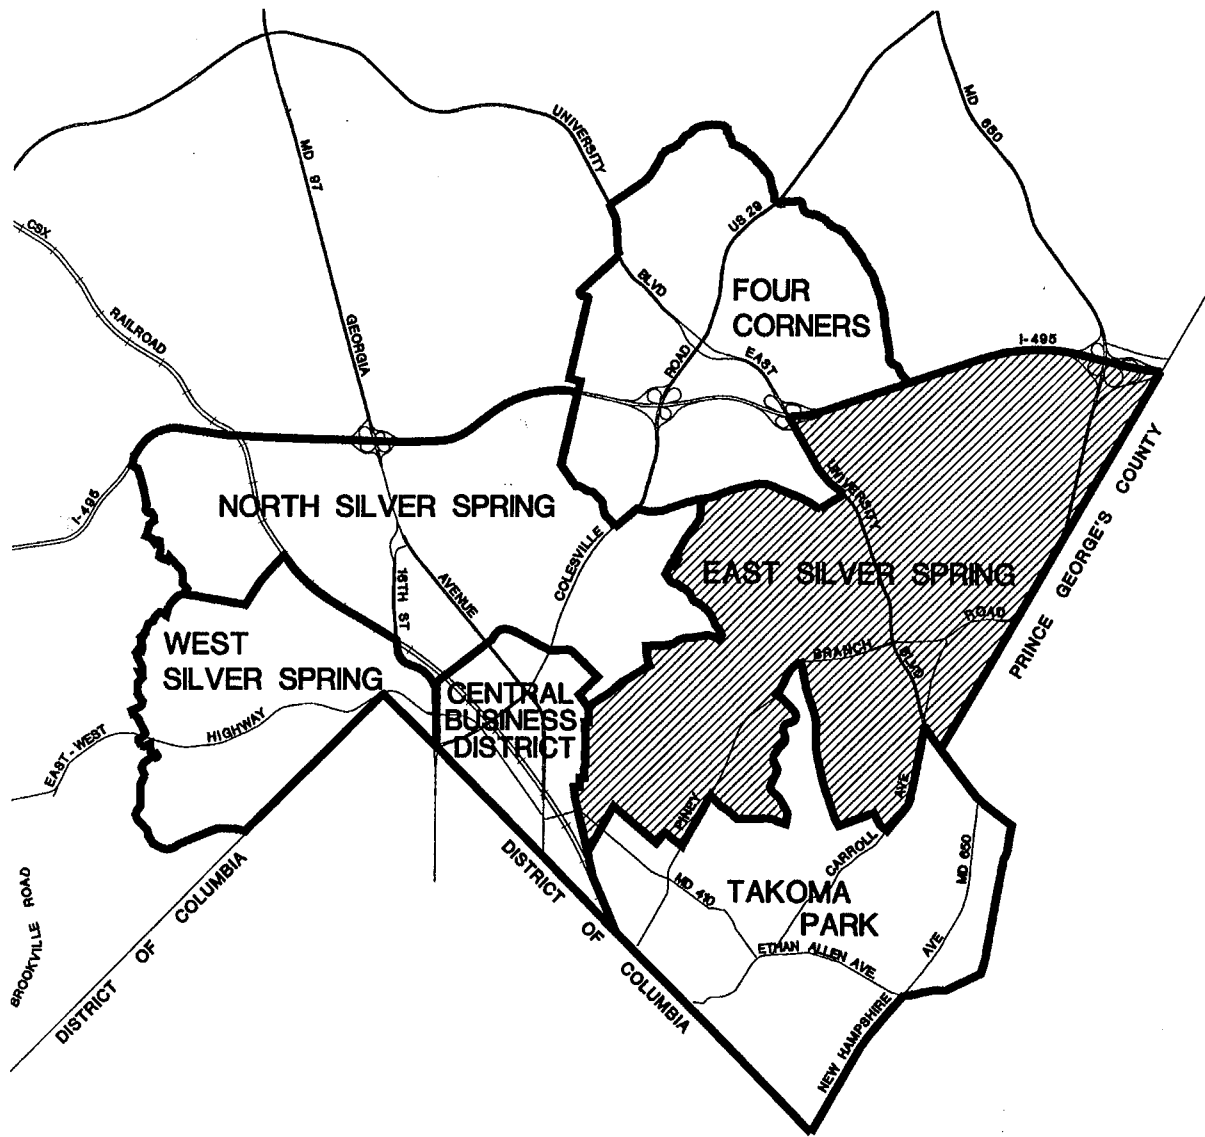 UNIVERSITY
MD 650
MD 97
US 29
CSX
BLVD
FOUR
CORNERS
RAILROAD
GEORGIA
ROAD
EAST
I-495
PRINCE GEORGE'S COUNTY
I-495
NORTH SILVER SPRING
UNIVERSITY
COLESVILLE
EAST SILVER SPRING
16TH ST
AVENUE
ROAD
BRANCH
BLVD
WEST
SILVER SPRING
CENTRAL
BUSINESS
DISTRICT
EAST-WEST
HIGHWAY
AVE
PINEY
CARROLL
MD 650
DISTRICT OF COLUMBIA
DISTRICT OF COLUMBIA
MD 410
TAKOMA
PARK
ETHAN ALLEN AVE
AVE
NEW HAMPSHIRE
BROOKVILLE ROAD